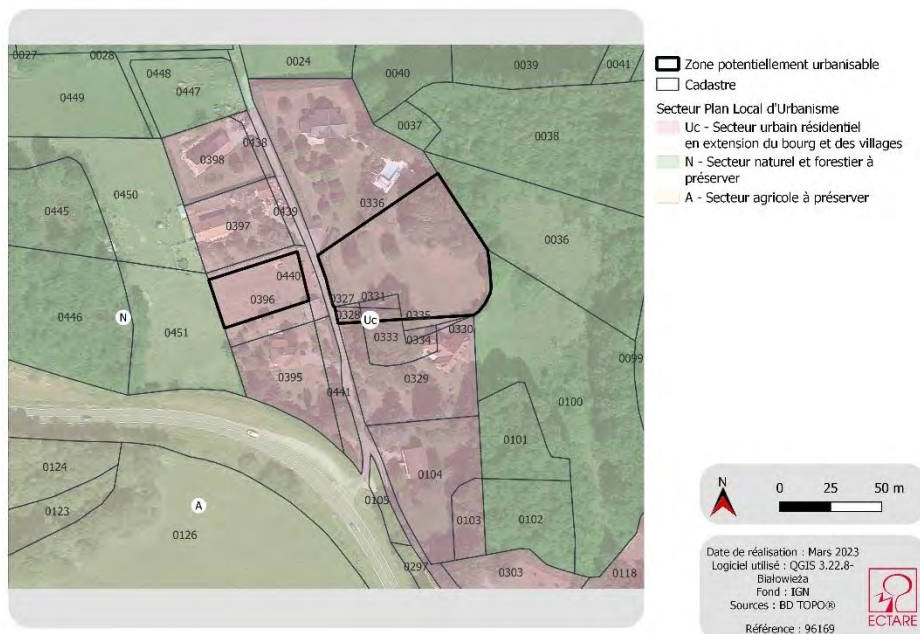 0027
0028
0448
0447
0449
0024
0040
0039
0041
0037
0038
0438
0398
0450
0445
0336
0439
0397
0036
0440
0396
0327
0331
0328
Uc
0335
0330
0446
N
0451
0333
0334
0099
0395
0329
0441
0100
0101
0124
0104
0123
0105
A
0126
0103
0102
0297
0303
0118
Zone potentiellement urbanisable
Cadastre
Secteur Plan Local d'Urbanisme
Uc - Secteur urbain résidentiel
en extension du bourg et des villages
N - Secteur naturel et forestier à
préserver
A - Secteur agricole à préserver
N
0 25 50 m
Date de réalisation : Mars 2023
Logiciel utilisé : QGIS 3.22.8-
Białowieża
Fond : IGN
Sources : BD TOPO®
Référence : 96169
ECTARE